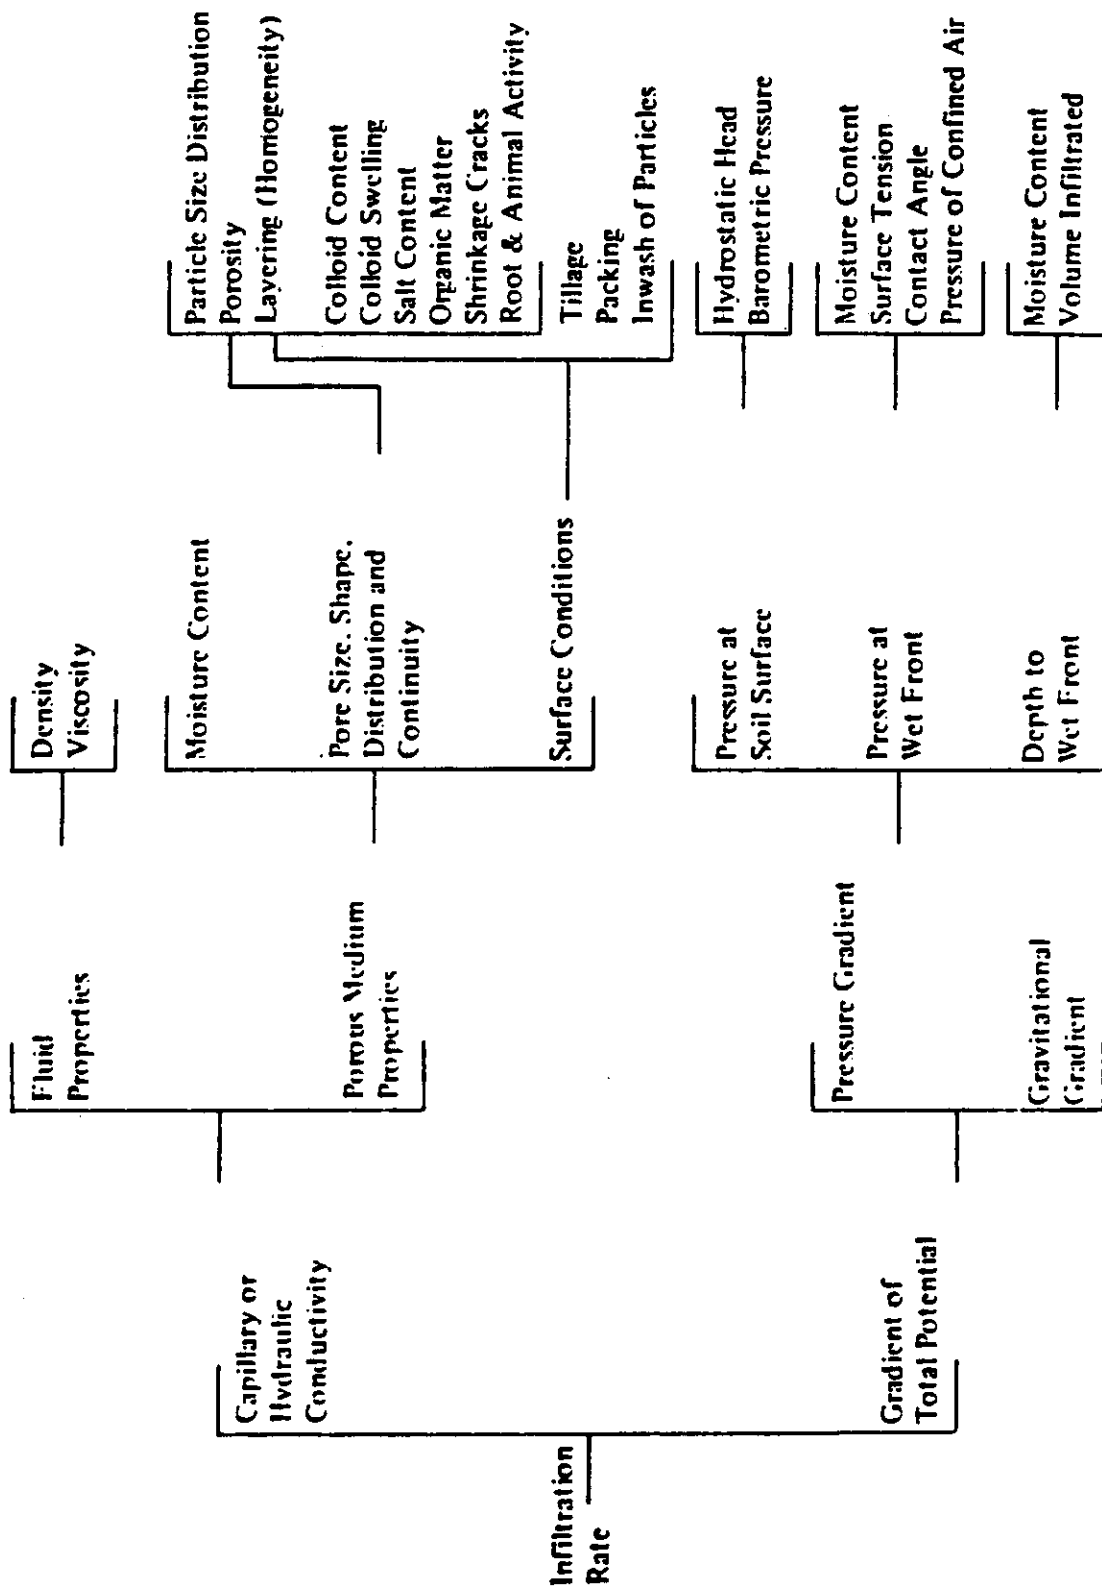 Infiltration
Rate
Capillary or
Hydraulic
Conductivity
Gradient of
Total Potential
Fluid
Properties
Porous Medium
Properties
Pressure Gradient
Gravitational
Gradient
Density
Viscosity
Moisture Content
Pore Size, Shape,
Distribution and
Continuity
Surface Conditions
Pressure at
Soil Surface
Pressure at
Wet Front
Depth to
Wet Front
Particle Size Distribution
Porosity
Layering (Homogeneity)
Colloid Content
Colloid Swelling
Salt Content
Organic Matter
Shrinkage Cracks
Root & Animal Activity
Tillage
Packing
Inwash of Particles
Hydrostatic Head
Barometric Pressure
Moisture Content
Surface Tension
Contact Angle
Pressure of Confined Air
Moisture Content
Volume Infiltrated